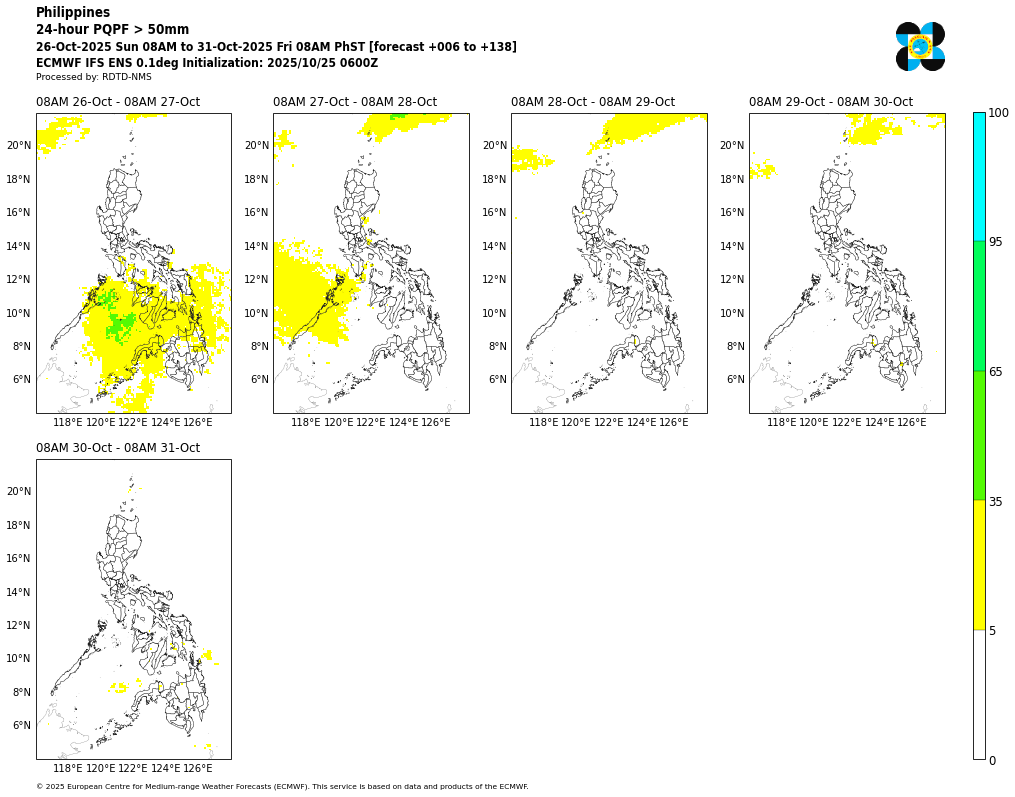 Philippines
24-hour PQPF > 50mm
26-Oct-2025 Sun 08AM to 31-Oct-2025 Fri 08AM PhST [forecast +006 to +138]
ECMWF IFS ENS 0.1deg Initialization: 2025/10/25 0600Z
Processed by: RDTD-NMS
08AM 26-Oct - 08AM 27-Oct
08AM 27-Oct - 08AM 28-Oct
08AM 28-Oct - 08AM 29-Oct
08AM 29-Oct - 08AM 30-Oct
20°N 20°N 20°N 20°N
18°N 18°N 18°N 18°N
16°N 16°N 16°N 16°N
14°N 14°N 14°N 14°N
12°N 12°N 12°N 12°N
10°N 10°N 10°N 10°N
8°N 8°N 8°N 8°N
6°N 6°N 6°N 6°N
118°E 120°E 122°E 124°E 126°E 118°E 120°E 122°E 124°E 126°E 118°E 120°E 122°E 124°E 126°E 118°E 120°E 122°E 124°E 126°E
08AM 30-Oct - 08AM 31-Oct
20°N
18°N
16°N
14°N
12°N
10°N
8°N
6°N
118°E 120°E 122°E 124°E 126°E
100
95
65
35
5
0
© 2025 European Centre for Medium-range Weather Forecasts (ECMWF). This service is based on data and products of the ECMWF.